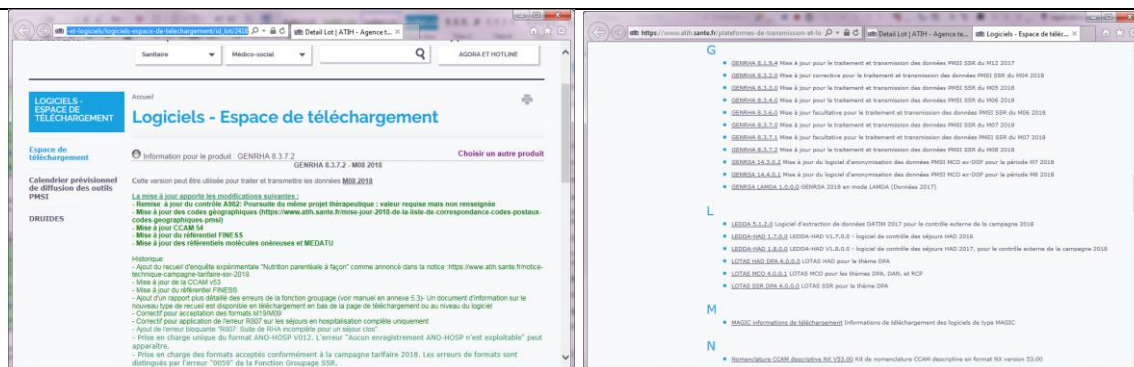 -et-logiciels/logiciels-espace-de-telechargement/id_lot/2418
Detail Lot | ATIH - Agence t...
Sanitaire
Médico-social
AGORA ET HOTLINE
LOGICIELS -
ESPACE DE
TÉLÉCHARGEMENT
Accueil
Logiciels - Espace de téléchargement
Espace de
téléchargement
Calendrier prévisionnel
de diffusion des outils
PMSI
DRUIDES
Information pour le produit : GENRHA 8.3.7.2
Choisir un autre produit
GENRHA 8.3.7.2 - M08 2018
Cette version peut être utilisée pour traiter et transmettre les données M08 2018
La mise à jour apporte les modifications suivantes :
- Remise à jour du contrôle A902: Poursuite du même projet thérapeutique : valeur requise mais non renseignée
- Mise à jour des codes géographiques (https://www.atih.sante.fr/mise-jour-2018-de-la-liste-de-correspondance-codes-postaux-
codes-geographiques-pmsi)
- Mise à jour CCAM 54
- Mise à jour du référentiel FINESS
- Mise à jour des référentiels molécules onéreuses et MEDATU
Historique:
- Ajout du recueil d'enquête expérimentale "Nutrition parentéale à façon" comme annoncé dans la notice :https://www.atih.sante.fr/notice-
technique-campagne-tarifaire-ssr-2018.
- Mise à jour de la CCAM v53
- Mise à jour du référentiel FINESS
- Ajout d'un rapport plus détaillé des erreurs de la fonction groupage (voir manuel en annexe 5.3)- Un document d'information sur le
nouveau type de recueil est disponible en téléchargement en bas de la page de téléchargement ou au niveau du logiciel
- Correctif pour acceptation des formats M19/M09
- Correctif pour application de l'erreur R807 sur les séjours en hospitalisation complète uniquement
- Ajout de l'erreur bloquante "R807: Suite de RHA incomplète pour un séjour clos".
- Prise en charge unique du format ANO-HOSP V012. L'erreur "Aucun enregistrement ANO-HOSP n'est exploitable" peut
apparaître.
- Prise en charge des formats acceptés conformément à la campagne tarifaire 2018. Les erreurs de formats sont
distingués par l'erreur "0059" de la Fonction Groupage SSR.
https://www.atih.sante.fr/plateformes-de-transmission-et-lo
Detail Lot | ATIH - Agence te...
Logiciels - Espace de téléc...
G
GENRHA 8.1.9.4 Mise à jour pour le traitement et transmission des données PMSI SSR du M12 2017
GENRHA 8.3.2.0 Mise à jour corrective pour le traitement et transmission des données PMSI SSR du M04 2018
GENRHA 8.3.3.0 Mise à jour pour le traitement et transmission des données PMSI SSR du M05 2018
GENRHA 8.3.4.0 Mise à jour pour le traitement et transmission des données PMSI SSR du M06 2018
GENRHA 8.3.6.0 Mise à jour facultative pour le traitement et transmission des données PMSI SSR du M06 2018
GENRHA 8.3.7.0 Mise à jour pour le traitement et transmission des données PMSI SSR du M07 2018
GENRHA 8.3.7.1 Mise à jour facultative pour le traitement et transmission des données PMSI SSR du M07 2018
GENRHA 8.3.7.2 Mise à jour pour le traitement et transmission des données PMSI SSR du M08 2018
GENRSA 14.3.0.2 Mise à jour du logiciel d'anonymisation des données PMSI MCO ex-DGF pour la période M7 2018
GENRSA 14.4.0.1 Mise à jour du logiciel d'anonymisation des données PMSI MCO ex-DGF pour la période M8 2018
GENRSA LAMDA 1.0.0.0 GENRSA 2018 en mode LAMDA (Données 2017)
L
LEDDA 5.1.2.0 Logiciel d'extraction de données DATIM 2017 pour le contrôle externe de la campagne 2018
LEDDA-HAD 1.7.0.0 LEDDA-HAD V1.7.0.0 - logiciel de contrôle des séjours HAD 2016
LEDDA-HAD 1.8.0.0 LEDDA-HAD V1.8.0.0 - logiciel de contrôle des séjours HAD 2017, pour le contrôle externe de la campagne 2018
LOTAS HAD DPA 4.0.0.0 LOTAS HAD pour le thème DPA
LOTAS MCO 4.0.0.1 LOTAS MCO pour les thèmes DPA, DAN, et RCP
LOTAS SSR DPA 4.0.0.0 LOTAS SSR pour le thème DPA
M
MAGIC informations de téléchargement Informations de téléchargement des logiciels de type MAGIC
N
Nomenclature CCAM descriptive NX V53.00 Kit de nomenclature CCAM descriptive en format NX version 53.00